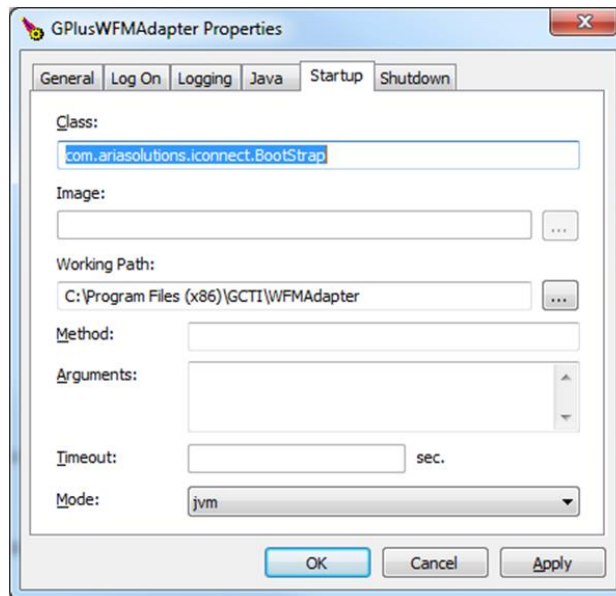 GPlusWFMAdapter Properties
General Log On Logging Java Startup Shutdown
Class:
com.ariasolutions.iconnect.BootStrap
Image:
...
Working Path:
C:\Program Files (x86)\GCTI\WFMAdapter ...
Method:
Arguments:
Timeout: sec.
Mode: jvm
OK Cancel Apply